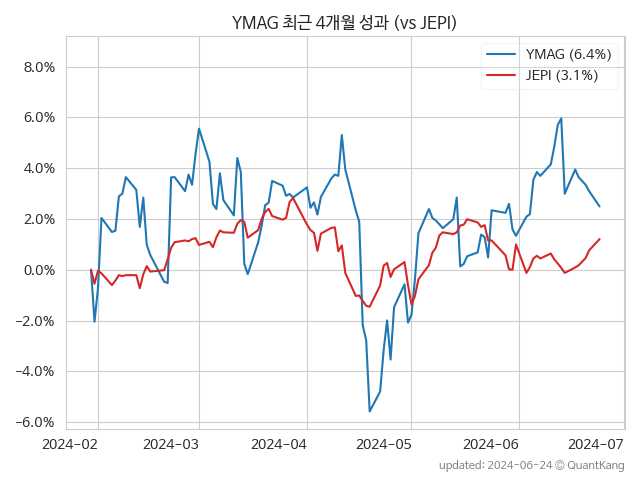 YMAG 최근 4개월 성과 (vs JEPI)
YMAG (6.4%)
JEPI (3.1%)
8.0%
6.0%
4.0%
2.0%
0.0%
−2.0%
−4.0%
−6.0%
2024-02 2024-03 2024-04 2024-05 2024-06 2024-07
updated: 2024-06-24 © QuantKang